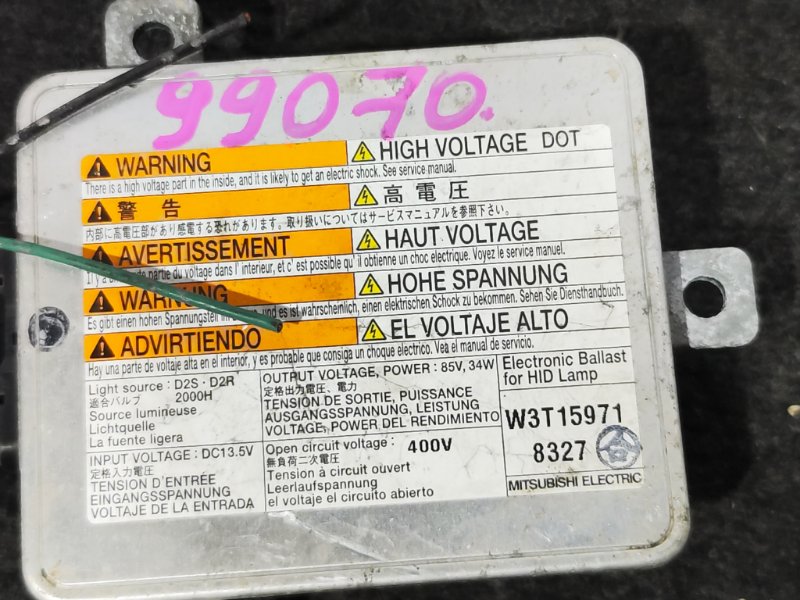 99070.
WARNING HIGH VOLTAGE DOT
There is a high voltage part in the inside, and it is likely to get an electric shock. See service manual.
警告 高電圧
内部に高電圧部があり感電する恐れがあります。取り扱いについてはサービスマニュアルを参照下さい。
AVERTISSEMENT HAUT VOLTAGE
Il y a partie du voltage dans l' interieur, et c' est possible qu' il obtienne un choc electrique. Voyez le service manuel.
WARNUNG HOHE SPANNUNG
Es gibt einen hohen Spannungsteil im und es ist wahrscheinlich, einen elektrischen Schock zu bekommen. Sehen Sie Diensthandbuch.
ADVIRTIENDO EL VOLTAJE ALTO
Hay una parte de voltaje alta en el interior, y es probable que consiga un choque electrico. Vea el manual de servicio.
Light source : D2S · D2R
適合バルブ 2000H
Source lumineuse
Lichtquelle
La fuente ligera
OUTPUT VOLTAGE, POWER : 85V, 34W
定格出力電圧、電力
TENSION DE SORTIE, PUISSANCE
AUSGANGSSPANNUNG, LEISTUNG
VOLTAGE, POWER DEL RENDIMIENTO
Electronic Ballast
for HID Lamp
W3T15971
8327
MITSUBISHI ELECTRIC
INPUT VOLTAGE : DC13.5V
定格入力電圧
TENSION D'ENTRÉE
EINGANGSSPANNUNG
VOLTAJE DE LA ENTRADA
Open circuit voltage : 400V
無負荷二次電圧
Tension à circuit ouvert
Leerlaufspannung
el voltaje el circuito abierto